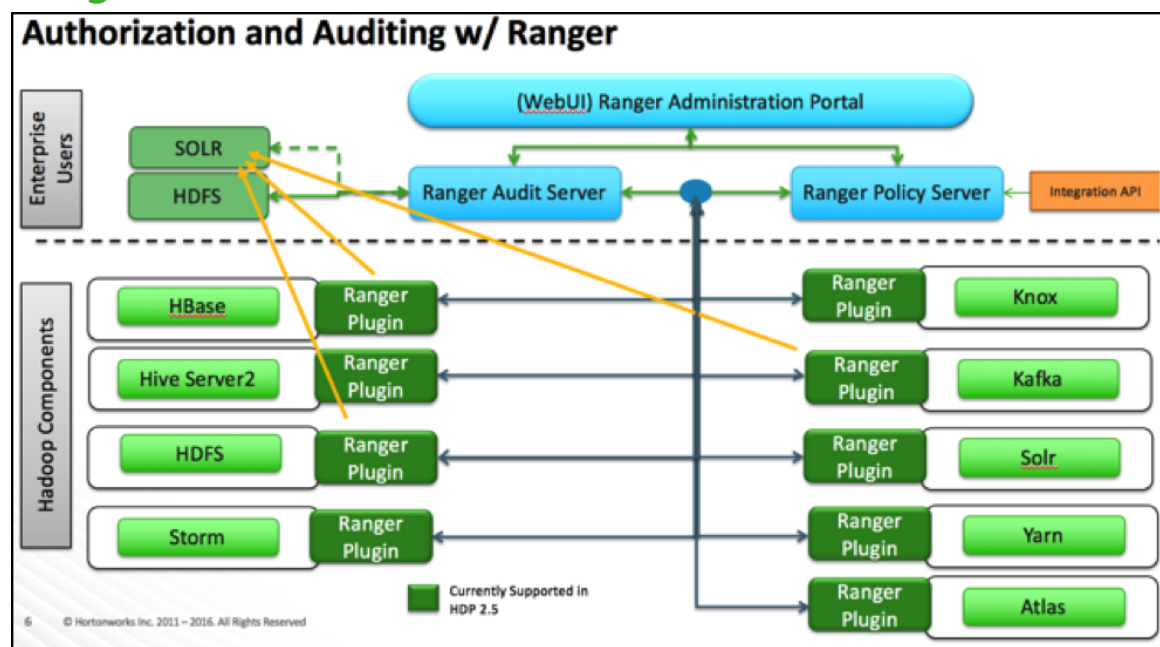 Authorization and Auditing w/ Ranger
Enterprise
Users
(WebUI) Ranger Administration Portal
SOLR
HDFS
Ranger Audit Server
Ranger Policy Server
Integration API
Hadoop Components
HBase
Ranger
Plugin
Ranger
Plugin
Knox
Hive Server2
Ranger
Plugin
Ranger
Plugin
Kafka
HDFS
Ranger
Plugin
Ranger
Plugin
Solr
Storm
Ranger
Plugin
Ranger
Plugin
Yarn
Ranger
Plugin
Atlas
Currently Supported in
HDP 2.5
6 © Hortonworks Inc. 2011 – 2016. All Rights Reserved